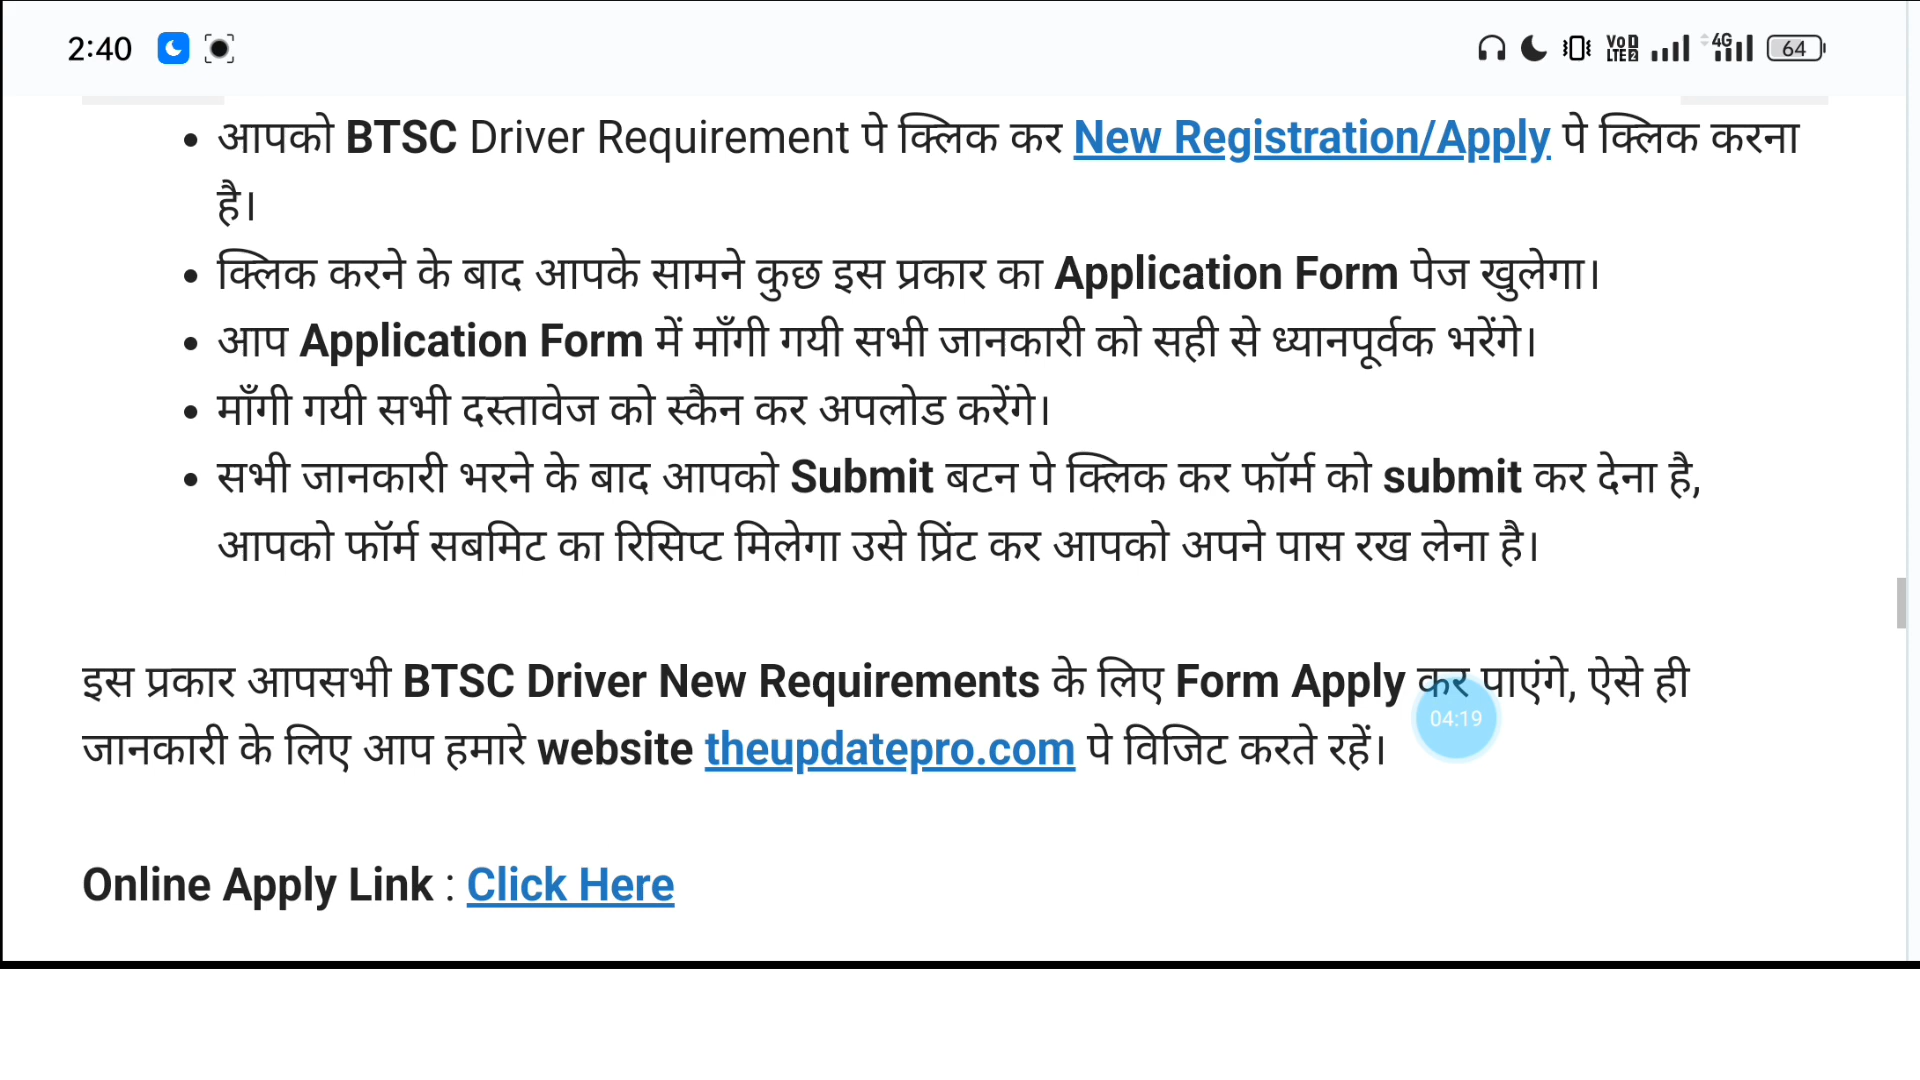 2:40
VoD LTE2 4G 64
• आपको BTSC Driver Requirement पे क्लिक कर New Registration/Apply पे क्लिक करना
है।
• क्लिक करने के बाद आपके सामने कुछ इस प्रकार का Application Form पेज खुलेगा।
• आप Application Form में माँगी गयी सभी जानकारी को सही से ध्यानपूर्वक भरेंगे।
• माँगी गयी सभी दस्तावेज को स्कैन कर अपलोड करेंगे।
• सभी जानकारी भरने के बाद आपको Submit बटन पे क्लिक कर फॉर्म को submit कर देना है,
आपको फॉर्म सबमिट का रिसिप्ट मिलेगा उसे प्रिंट कर आपको अपने पास रख लेना है।
इस प्रकार आपसभी BTSC Driver New Requirements के लिए Form Apply कर पाएंगे, ऐसे ही
04:19
जानकारी के लिए आप हमारे website theupdatepro.com पे विजिट करते रहें।
Online Apply Link : Click Here